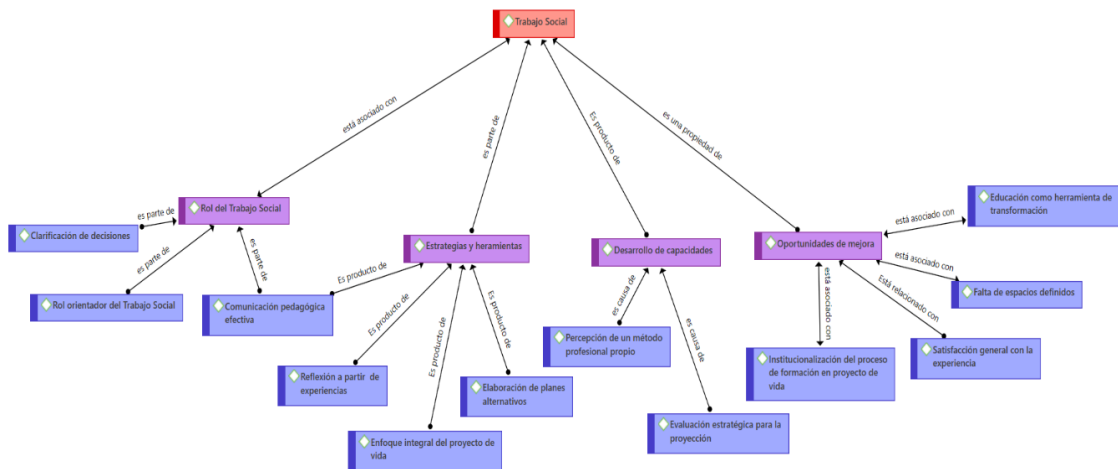 Trabajo Social
está asociado con
es parte de
Es producto de
es una propiedad de
Rol del Trabajo Social
es parte de
Clarificación de decisiones
es parte de
Rol orientador del Trabajo Social
es parte de
Comunicación pedagógica
efectiva
Estrategias y heramientas
Es producto de
Es producto de
Reflexión a partir de
experiencias
Es producto de
Enfoque integral del proyecto de
vida
Es producto de
Elaboración de planes
alternativos
Desarrollo de capacidades
es causa de
Percepción de un método
profesional propio
es causa de
Evaluación estratégica para la
proyección
Oportunidades de mejora
está asociado con
Educación como herramienta de
transformación
está asociado con
Falta de espacios definidos
Está relacionado con
Satisfacción general con la
experiencia
está asociado con
Institucionalización del proceso
de formación en proyecto de
vida